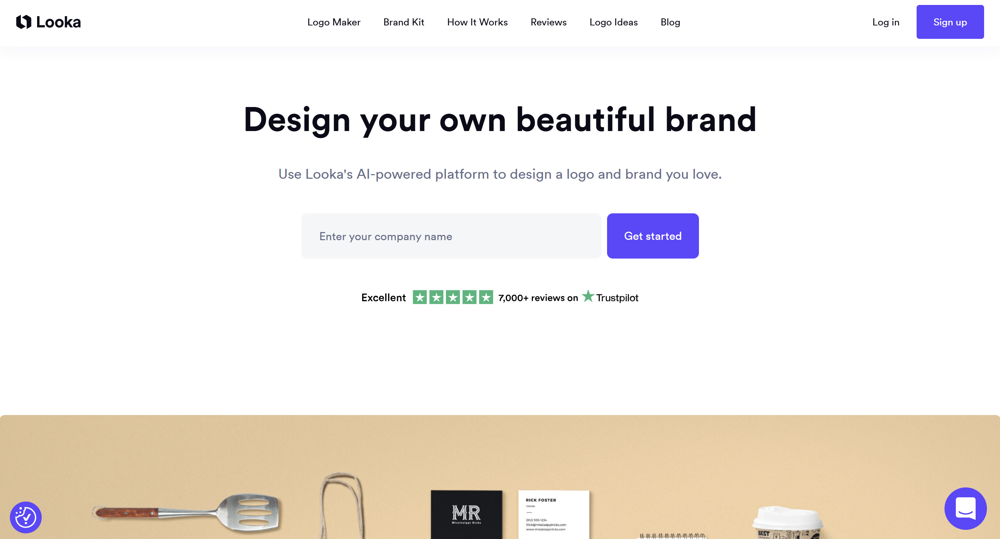 Looka
Logo Maker
Brand Kit
How It Works
Reviews
Logo Ideas
Blog
Log in
Sign up
Design your own beautiful brand
Use Looka's AI-powered platform to design a logo and brand you love.
Enter your company name
Get started
Excellent
7,000+ reviews on
Trustpilot
MR
Mississippi Ricks
RICK FOSTER
Owner
(912) 555-1234
Rick@mississippiricks.com
www.mississippiricks.com
BEST